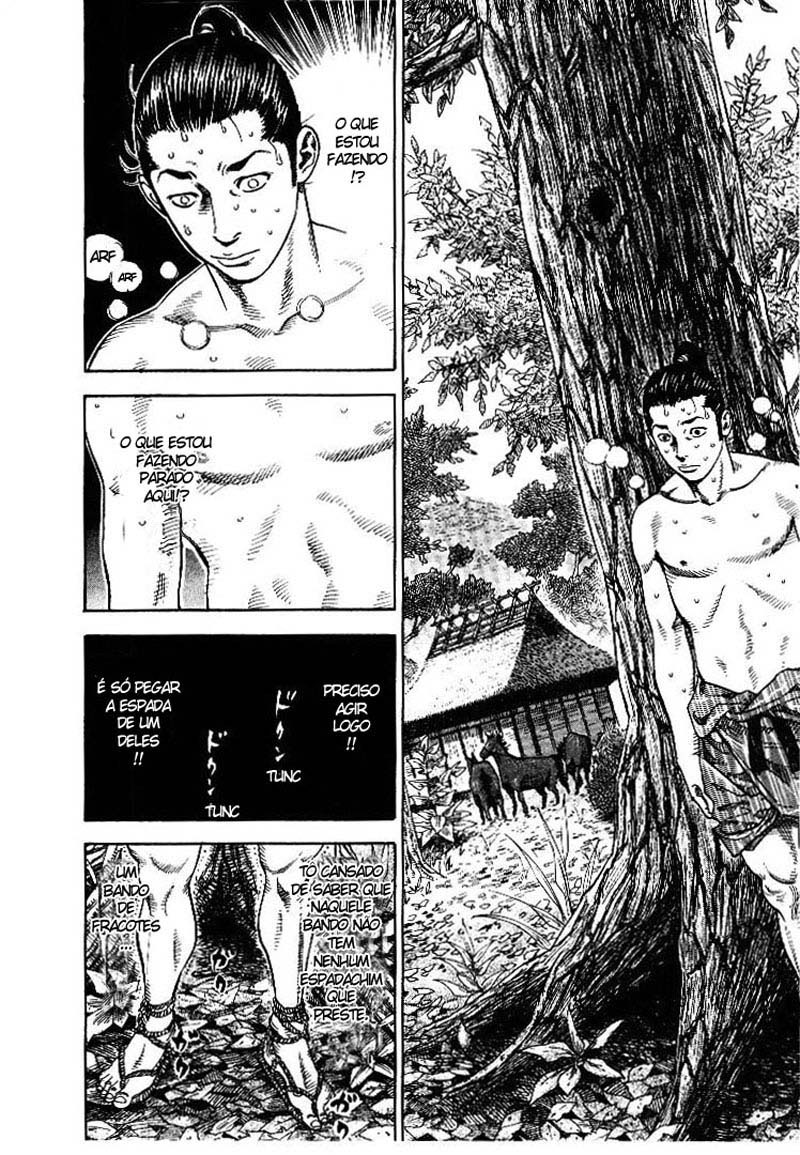 O QUE
ESTOU
FAZENDO
!?
ARF
ARF
O QUE ESTOU
FAZENDO
PARADO
AQUI!?
PRECISO
AGIR
LOGO
!!
ドクン
TUNC
ドクン
TUNC
É SÓ PEGAR
A ESPADA
DE UM
DELES
!!
TÔ CANSADO
DE SABER QUE
NAQUELE
BANDO NÃO
TEM
NENHUM
ESPADACHIM
QUE
PRESTE.
UM
BANDO
DE
FRACOTES
...